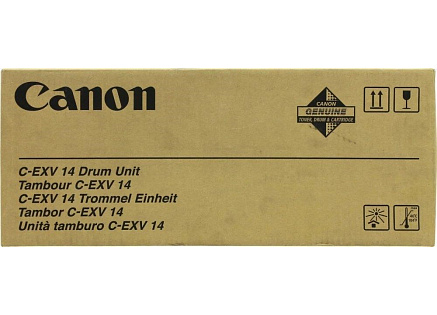 Canon
CANON
GENUINE
TONER, DRUM & CARTRIDGE
C-EXV 14 Drum Unit
Tambour C-EXV 14
C-EXV 14 Trommel Einheit
Tambor C-EXV 14
Unità tamburo C-EXV 14